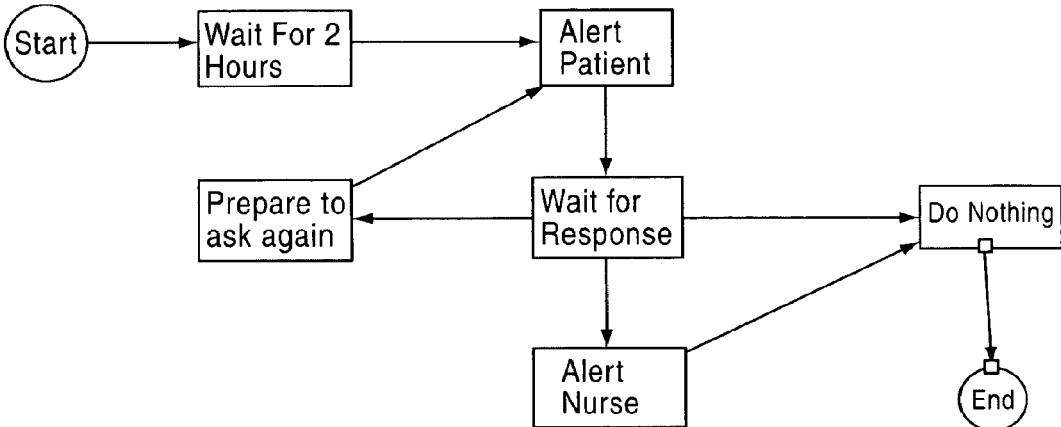 Start
Wait For 2
Hours
Alert
Patient
Prepare to
ask again
Wait for
Response
Do Nothing
Alert
Nurse
End